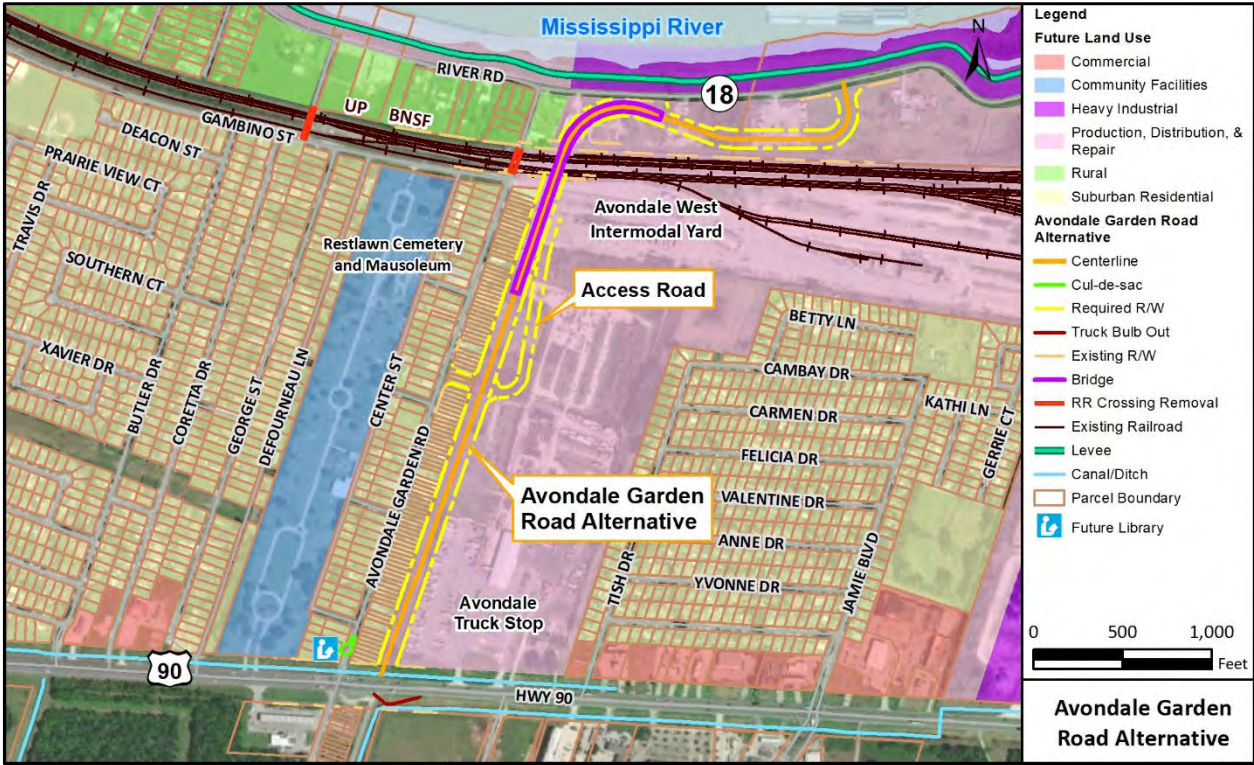 Mississippi River
RIVER RD
18
N
UP BNSF
GAMBINO ST
DEACON ST
PRAIRIE VIEW CT
TRAVIS DR
SOUTHERN CT
XAVIER DR
BUTLER DR
CORETTA DR
GEORGE ST
DEFOURNEAU LN
CENTER ST
AVONDALE GARDEN RD
Restlawn Cemetery
and Mausoleum
Avondale West
Intermodal Yard
Access Road
Avondale Garden
Road Alternative
Avondale
Truck Stop
BETTY LN
CAMBAY DR
CARMEN DR
KATHI LN
GERRIE CT
FELICIA DR
VALENTINE DR
ANNE DR
YVONNE DR
TISH DR
JAMIE BLVD
90
HWY 90
Legend
Future Land Use
Commercial
Community Facilities
Heavy Industrial
Production, Distribution, &
Repair
Rural
Suburban Residential
Avondale Garden Road
Alternative
Centerline
Cul-de-sac
Required R/W
Truck Bulb Out
Existing R/W
Bridge
RR Crossing Removal
Existing Railroad
Levee
Canal/Ditch
Parcel Boundary
Future Library
0 500 1,000
Feet
Avondale Garden
Road Alternative